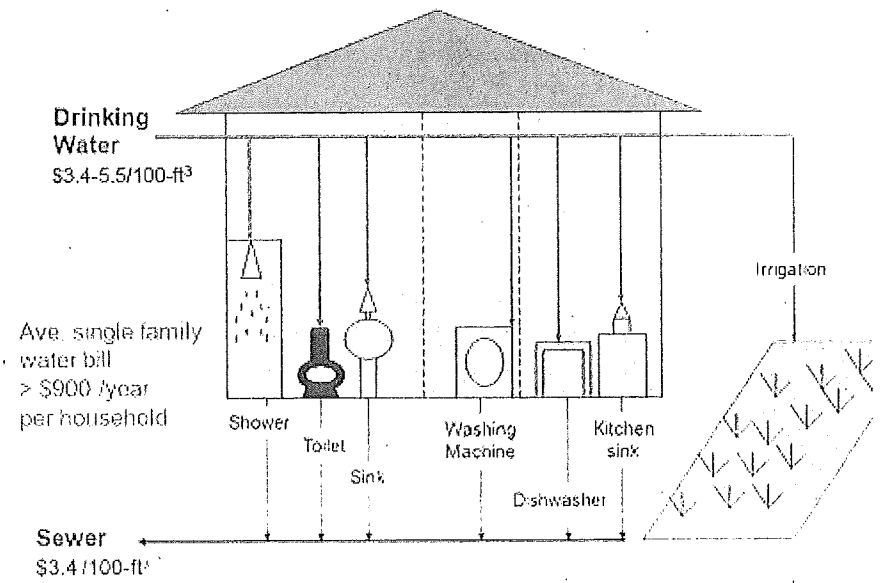 Drinking
Water
$3.4-5.5/100-ft³
Irrigation
Ave. single family
water bill
> $900 /year
per household
Shower
Toilet
Sink
Washing
Machine
Dishwasher
Kitchen
sink
Sewer
$3.4 /100-ft³